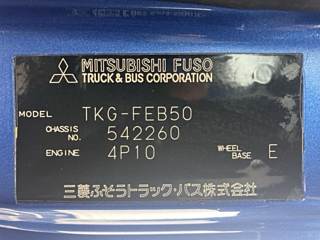 MITSUBISHI FUSO
TRUCK & BUS CORPORATION
MODEL TKG-FEB50
CHASSIS NO. 542260
ENGINE 4P10 WHEEL BASE E
三菱ふそうトラック・バス株式会社